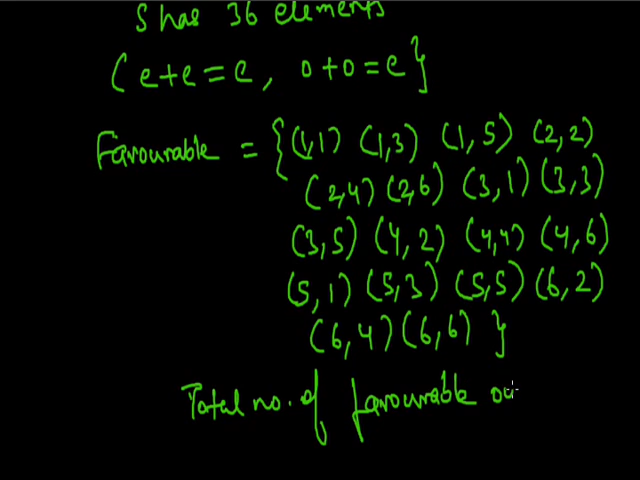 S has 36 elements
(e+e=e, o+o=e}
Favourable = {(1,1) (1,3) (1,5) (2,2)
(2,4) (2,6) (3,1) (3,3)
(3,5) (4,2) (4,4) (4,6)
(5,1) (5,3) (5,5) (6,2)
(6,4) (6,6) }
Total no. of favourable ou